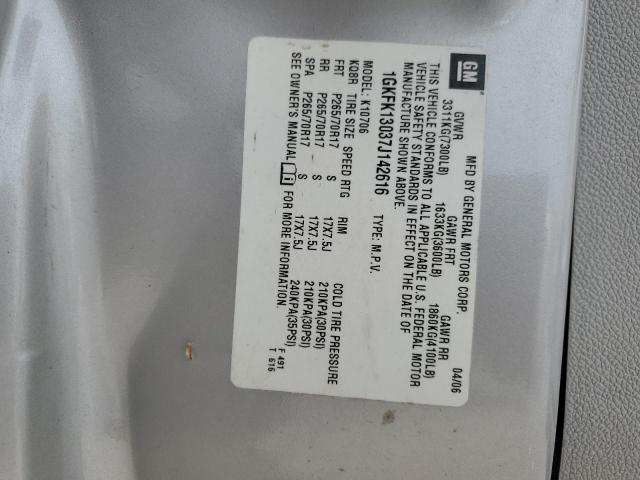 GM
MFD BY GENERAL MOTORS CORP. 04/06
GVWR GAWR FRT GAWR RR
3311KG(7300LB) 1633KG(3600LB) 1860KG(4100LB)
THIS VEHICLE CONFORMS TO ALL APPLICABLE U.S. FEDERAL MOTOR
VEHICLE SAFETY STANDARDS IN EFFECT ON THE DATE OF
MANUFACTURE SHOWN ABOVE.
1GKFK13037J142616 TYPE: M.P.V.
MODEL: K10706
KQ8R TIRE SIZE SPEED RTG RIM COLD TIRE PRESSURE
FRT P265/70R17 S 17X7.5J 210KPA(30PSI)
RR P265/70R17 S 17X7.5J 210KPA(30PSI)
SPA P265/70R17 S 17X7.5J 240KPA(35PSI)
SEE OWNER'S MANUAL FOR MORE INFORMATION.
F 491
T 616